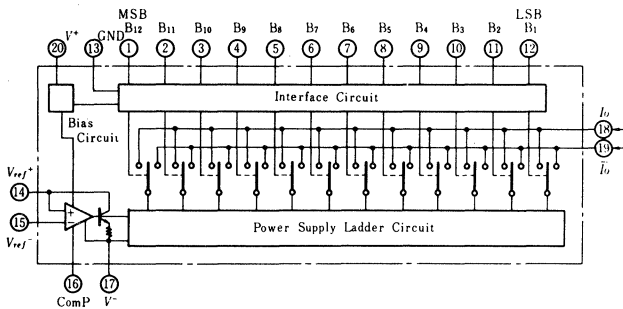 MSB LSB
V+ GND B12 B11 B10 B9 B8 B7 B6 B5 B4 B3 B2 B1
20 13 1 2 3 4 5 6 7 8 9 10 11 12
Interface Circuit
Bias
Circuit
Io
18
19
Īo
Vref+
14
15
Vref-
+
-
Power Supply Ladder Circuit
16 17
ComP V-